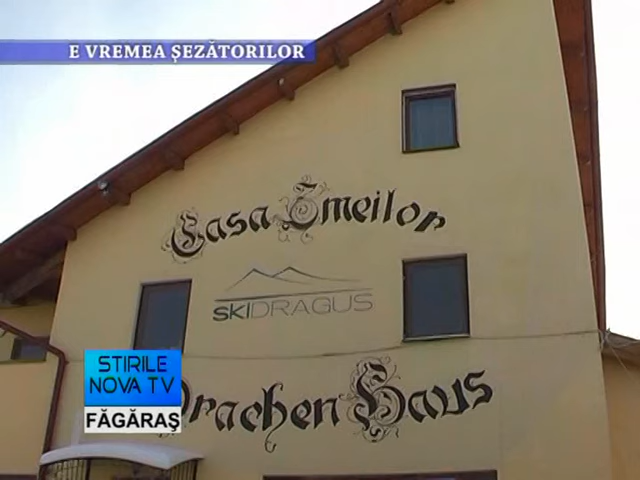 E VREMEA ŞEZĂTORILOR
Casa Zmeilor
SKIDRAGUS
Drachen Haus
STIRILE
NOVA TV
FĂGĂRAŞ